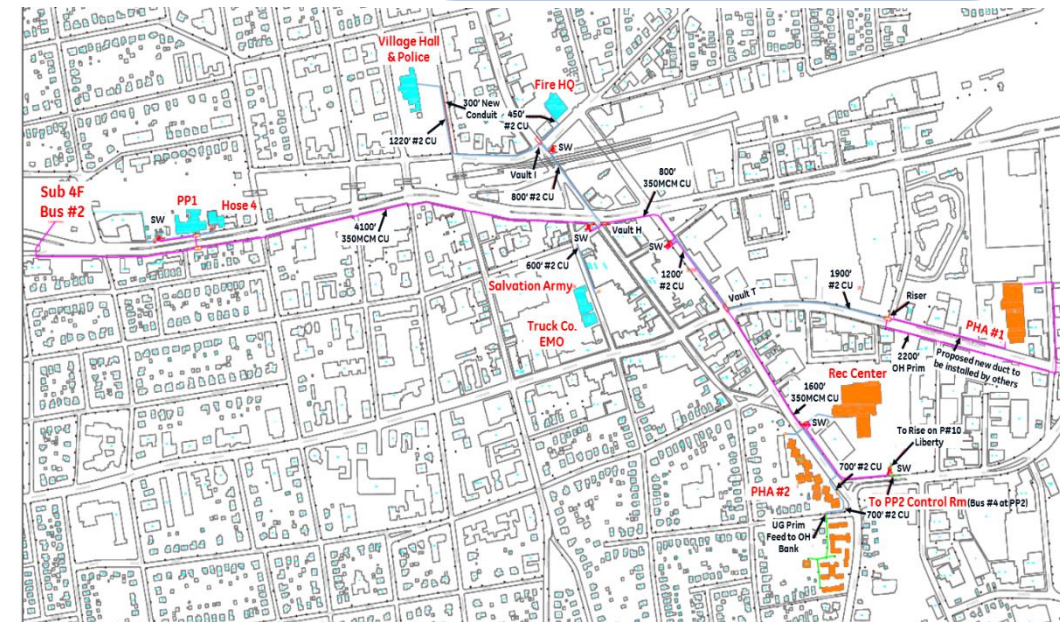 Village Hall
& Police
Fire HQ
300' New
Conduit
450'
#2 CU
1220' #2 CU
SW
Vault I
800' #2 CU
800'
350MCM CU
Sub 4F
Bus #2
PP1
Hose 4
SW
4100'
350MCM CU
SW
Vault H
SW
600' #2 CU
1200'
#2 CU
Salvation Army
Truck Co.
EMO
Vault T
1900'
#2 CU
Riser
PHA #1
Proposed new duct to
be installed by others
2200'
OH Prim
Rec Center
1600'
350MCM CU
SW
To Rise on P#10
Liberty
SW
700' #2 CU
PHA #2
To PP2 Control Rm (Bus #4 at PP2)
700' #2 CU
UG Prim
Feed to OH
Bank